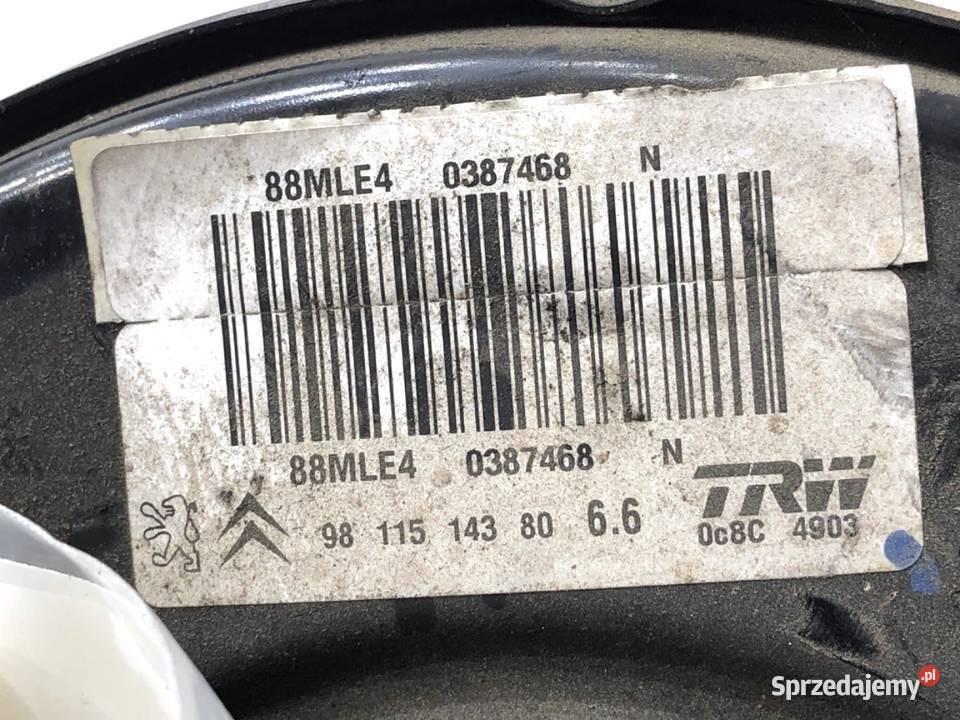 88MLE4 0387468 N
88MLE4 0387468 N
TRW
98 115 143 80 6.6
0c8C 4903
Sprzedajemy.pl